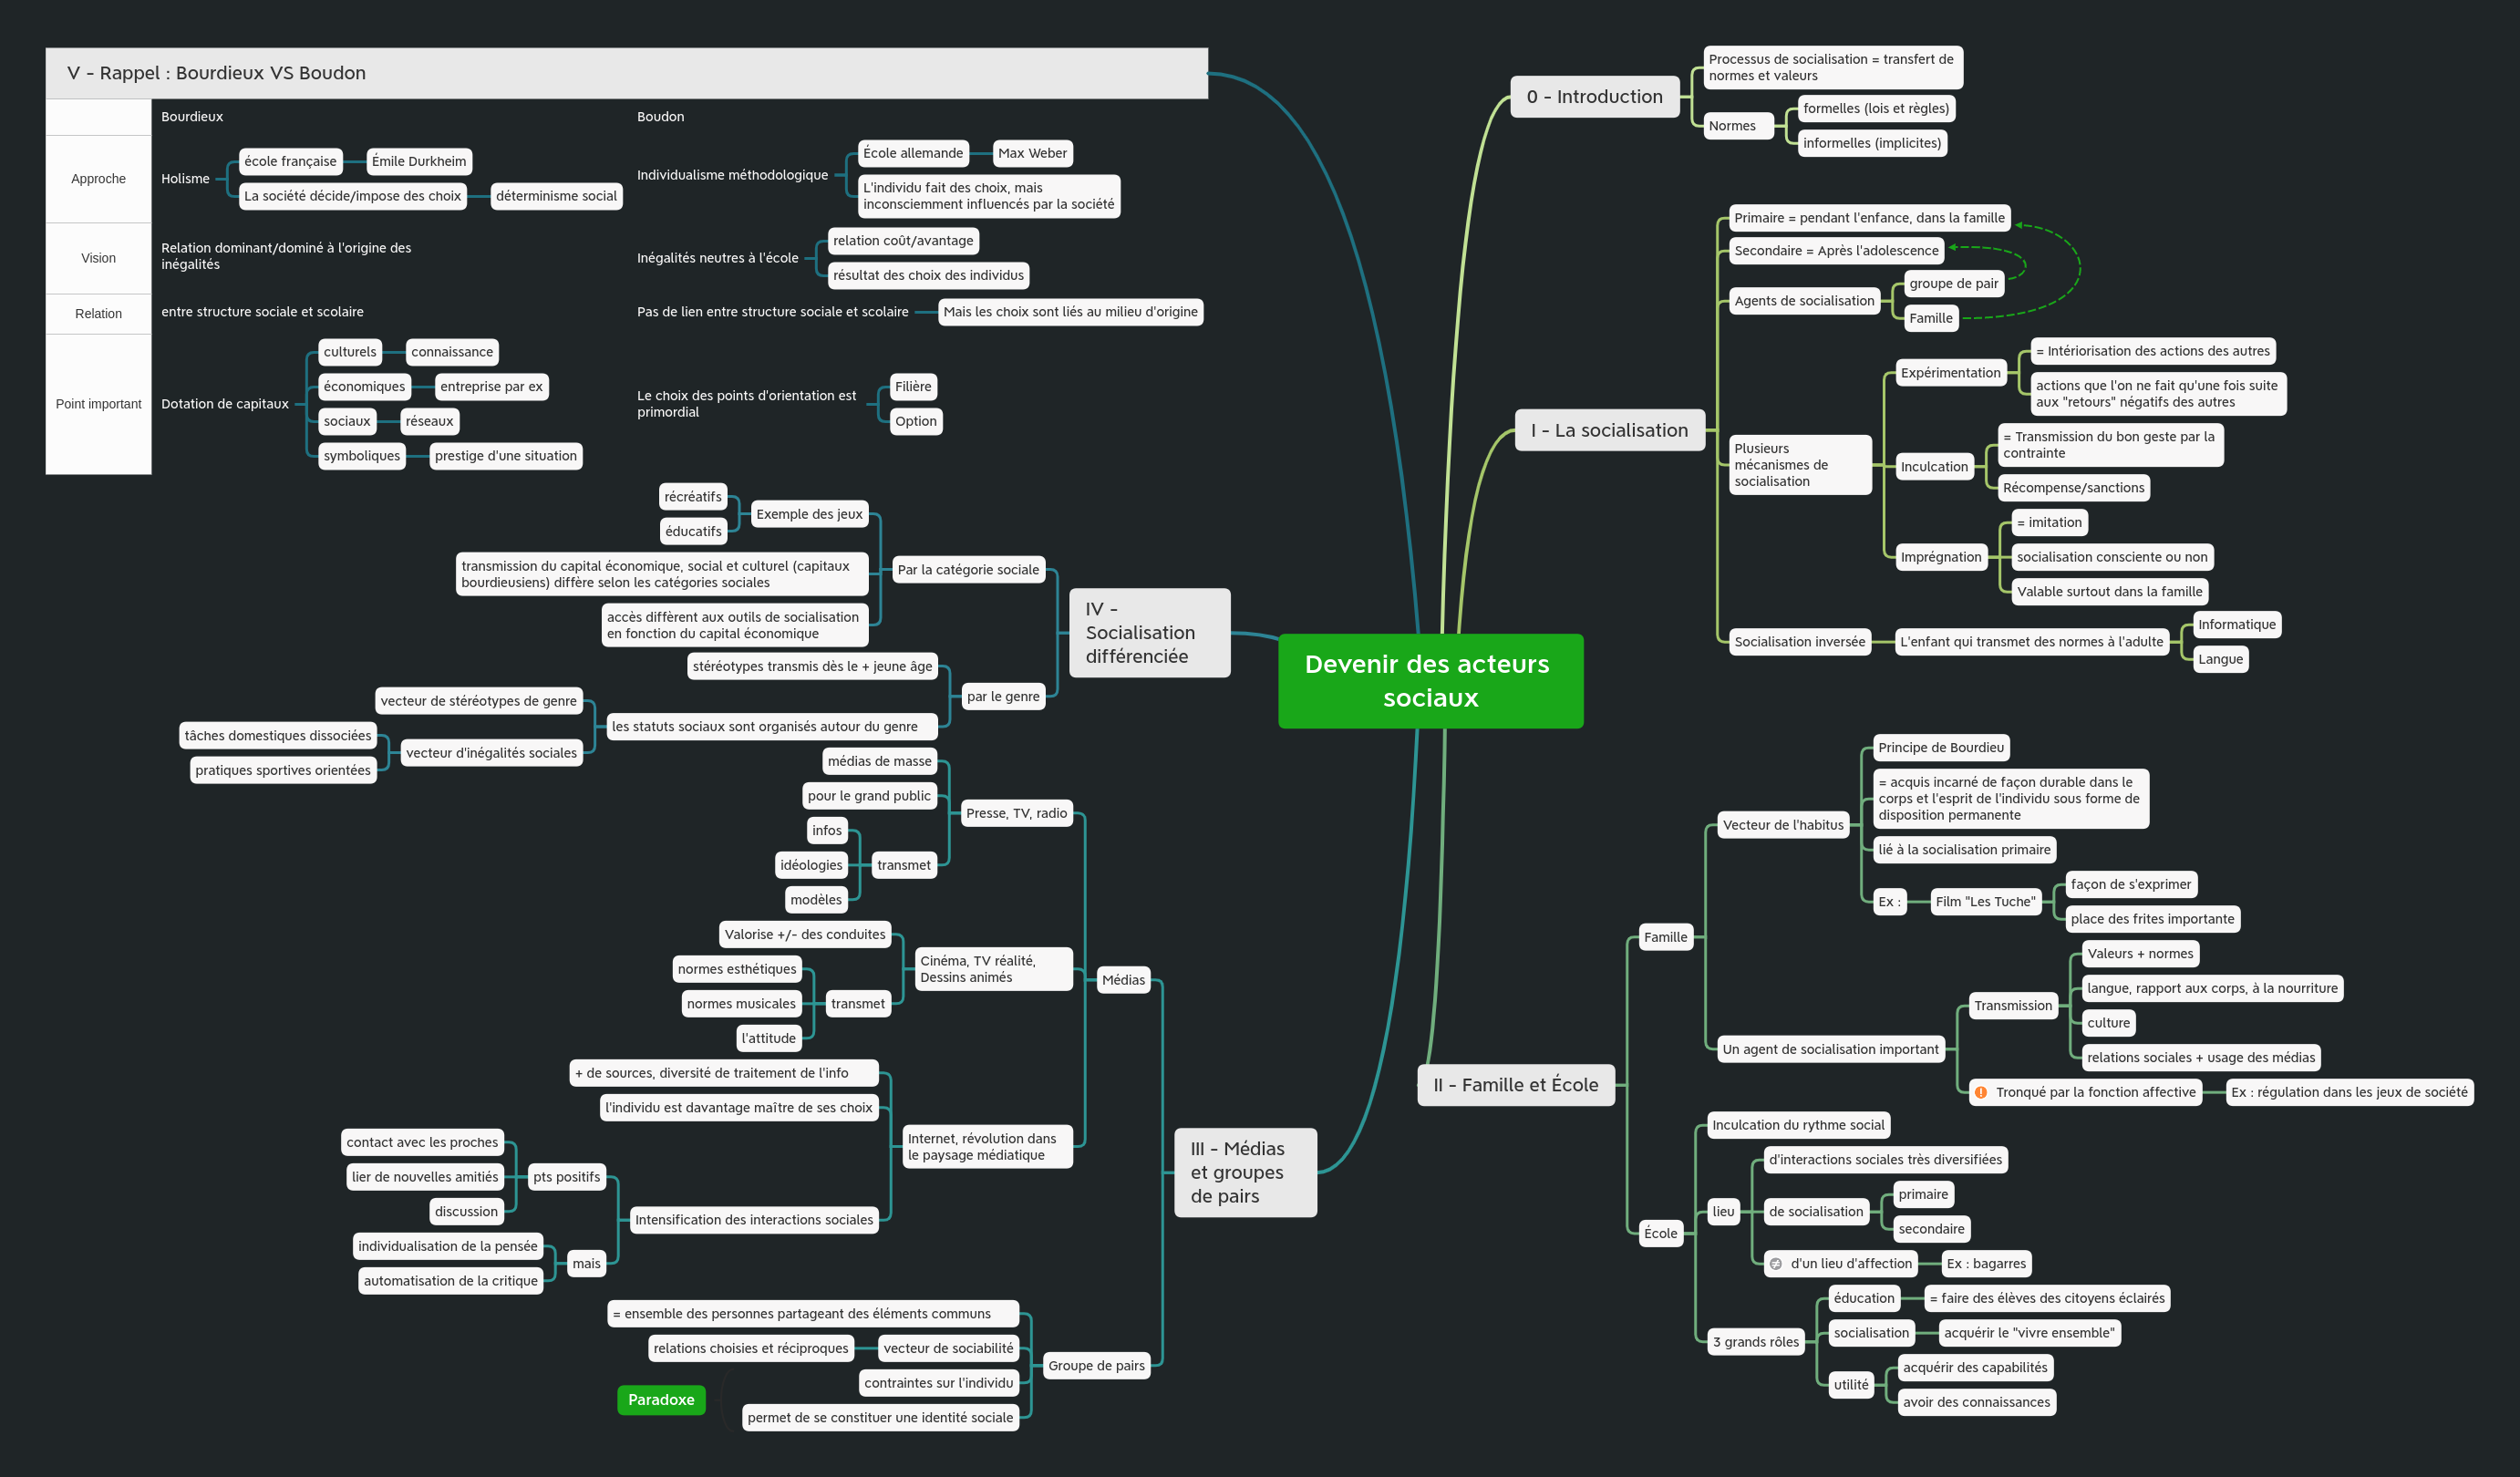 Devenir des acteurs
sociaux
0 - Introduction
Processus de socialisation = transfert de
normes et valeurs
Normes
formelles (lois et règles)
informelles (implicites)
I - La socialisation
Primaire = pendant l'enfance, dans la famille
Secondaire = Après l'adolescence
Agents de socialisation
groupe de pair
Famille
Plusieurs
mécanismes de
socialisation
Expérimentation
= Intériorisation des actions des autres
actions que l'on ne fait qu'une fois suite
aux "retours" négatifs des autres
Inculcation
= Transmission du bon geste par la
contrainte
Récompense/sanctions
Imprégnation
= imitation
socialisation consciente ou non
Valable surtout dans la famille
Socialisation inversée
L'enfant qui transmet des normes à l'adulte
Informatique
Langue
II - Famille et École
Famille
Vecteur de l'habitus
Principe de Bourdieu
= acquis incarné de façon durable dans le
corps et l'esprit de l'individu sous forme de
disposition permanente
lié à la socialisation primaire
Ex :
Film "Les Tuche"
façon de s'exprimer
place des frites importante
Un agent de socialisation important
Transmission
Valeurs + normes
langue, rapport aux corps, à la nourriture
culture
relations sociales + usage des médias
! Tronqué par la fonction affective
Ex : régulation dans les jeux de société
École
Inculcation du rythme social
lieu
d'interactions sociales très diversifiées
de socialisation
primaire
secondaire
≠ d'un lieu d'affection
Ex : bagarres
3 grands rôles
éducation
= faire des élèves des citoyens éclairés
socialisation
acquérir le "vivre ensemble"
utilité
acquérir des capabilités
avoir des connaissances
III - Médias
et groupes
de pairs
Médias
Presse, TV, radio
médias de masse
pour le grand public
transmet
infos
idéologies
modèles
Cinéma, TV réalité,
Dessins animés
Valorise +/- des conduites
transmet
normes esthétiques
normes musicales
l'attitude
Internet, révolution dans
le paysage médiatique
+ de sources, diversité de traitement de l'info
l'individu est davantage maître de ses choix
Intensification des interactions sociales
pts positifs
contact avec les proches
lier de nouvelles amitiés
discussion
mais
individualisation de la pensée
automatisation de la critique
Groupe de pairs
= ensemble des personnes partageant des éléments communs
vecteur de sociabilité
relations choisies et réciproques
contraintes sur l'individu
permet de se constituer une identité sociale
Paradoxe
IV -
Socialisation
différenciée
Par la catégorie sociale
Exemple des jeux
récréatifs
éducatifs
transmission du capital économique, social et culturel (capitaux
bourdieusiens) diffère selon les catégories sociales
accès diffèrent aux outils de socialisation
en fonction du capital économique
par le genre
stéréotypes transmis dès le + jeune âge
les statuts sociaux sont organisés autour du genre
vecteur de stéréotypes de genre
vecteur d'inégalités sociales
tâches domestiques dissociées
pratiques sportives orientées
V - Rappel : Bourdieux VS Boudon
Bourdieux
Boudon
Approche
Holisme
école française
Émile Durkheim
La société décide/impose des choix
déterminisme social
Individualisme méthodologique
École allemande
Max Weber
L'individu fait des choix, mais
inconsciemment influencés par la société
Vision
Relation dominant/dominé à l'origine des
inégalités
Inégalités neutres à l'école
relation coût/avantage
résultat des choix des individus
Relation
entre structure sociale et scolaire
Pas de lien entre structure sociale et scolaire
Mais les choix sont liés au milieu d'origine
Point important
Dotation de capitaux
culturels
connaissance
économiques
entreprise par ex
sociaux
réseaux
symboliques
prestige d'une situation
Le choix des points d'orientation est
primordial
Filière
Option